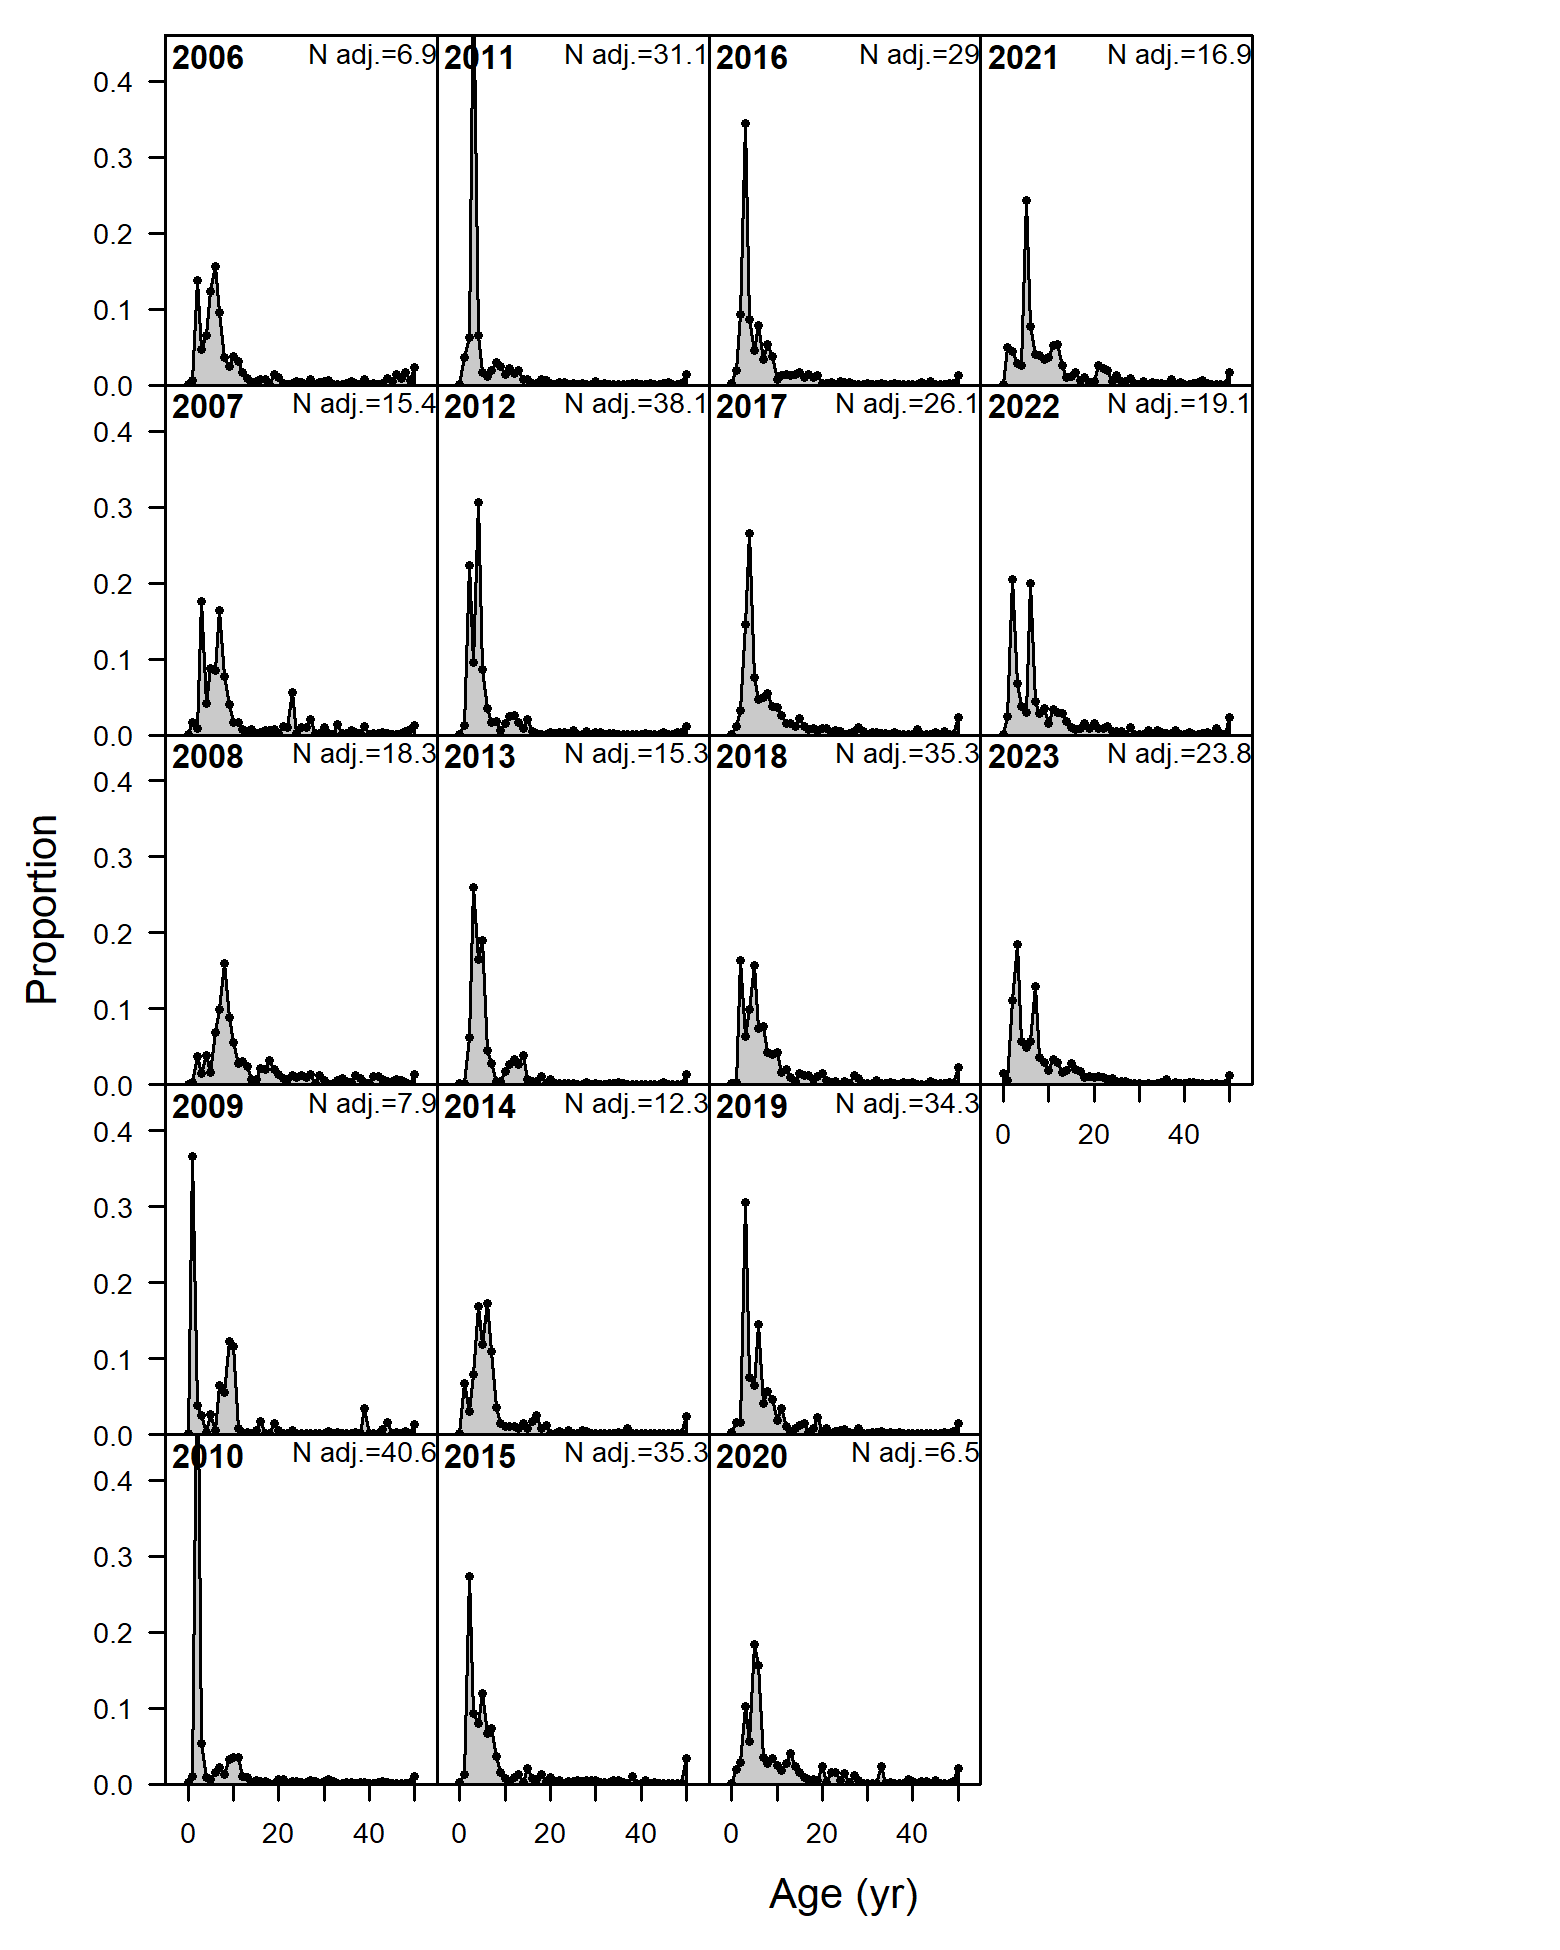 2006 N adj.=6.9 2011 N adj.=31.1 2016 N adj.=29 2021 N adj.=16.9
0.4
0.3
0.2
0.1
0.0
2007 N adj.=15.4 2012 N adj.=38.1 2017 N adj.=26.1 2022 N adj.=19.1
0.4
0.3
0.2
0.1
0.0
2008 N adj.=18.3 2013 N adj.=15.3 2018 N adj.=35.3 2023 N adj.=23.8
0.4
0.3
0.2
0.1
0.0
Proportion
2009 N adj.=7.9 2014 N adj.=12.3 2019 N adj.=34.3
0 20 40
0.4
0.3
0.2
0.1
0.0
2010 N adj.=40.6 2015 N adj.=35.3 2020 N adj.=6.5
0.4
0.3
0.2
0.1
0.0
0 20 40 0 20 40 0 20 40
Age (yr)